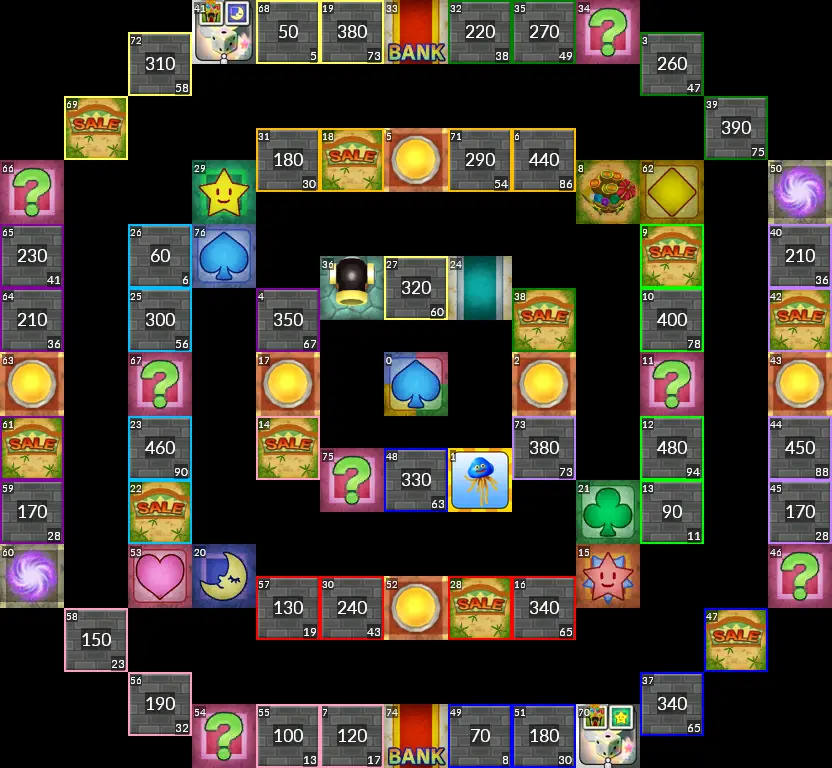 41 68 50 5 19 380 73 33 BANK 32 220 38 35 270 49 34
72 310 58 3 260 47
69 SALE 39 390 75
31 180 30 18 SALE 5 71 290 54 6 440 86
66 29 8 62 50
65 230 41 26 60 6 76 9 SALE 40 210 36
36 27 320 60 24
64 210 36 25 300 56 4 350 67 38 SALE 10 400 78 42 SALE
63 67 17 0 2 11 43
61 SALE 23 460 90 14 SALE 73 380 73 12 480 94 44 450 88
75 48 330 63 1
59 170 28 22 SALE 21 13 90 11 45 170 28
60 53 20 15 46
57 130 19 30 240 43 52 28 SALE 16 340 65
58 150 23 47 SALE
56 190 32 37 340 65
54 55 100 13 7 120 17 74 BANK 49 70 8 51 180 30 70